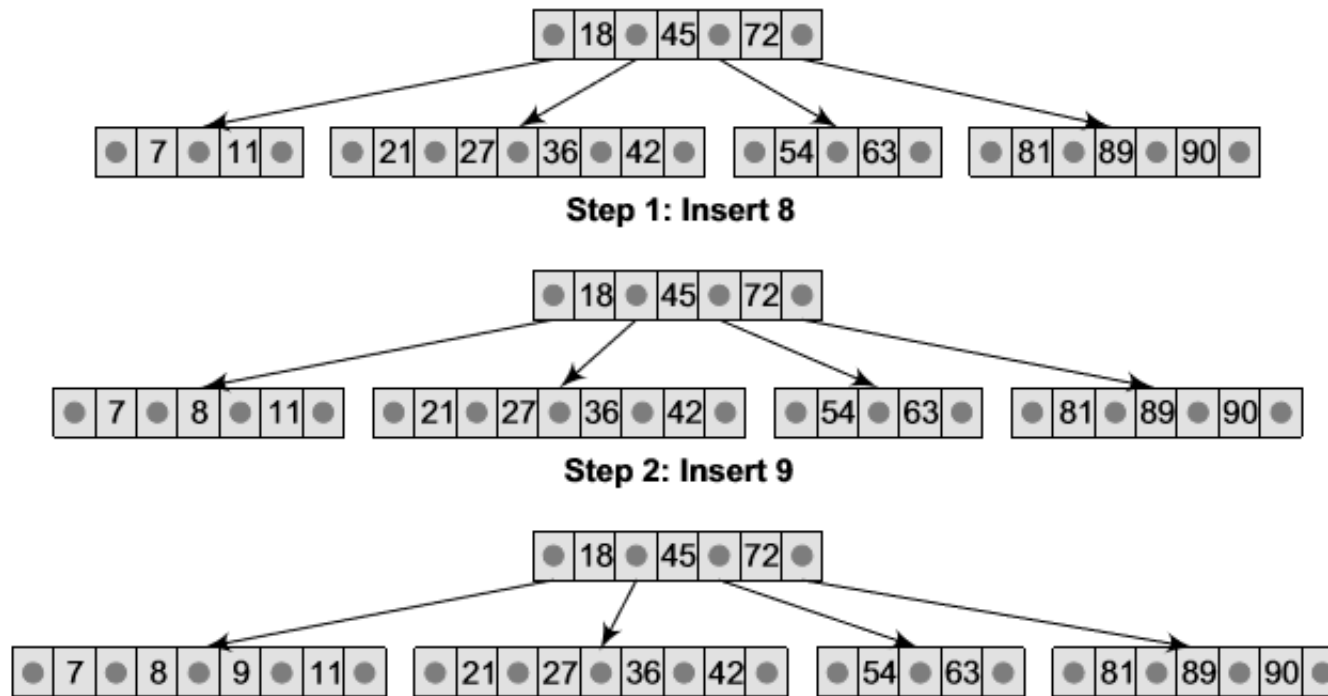 18 45 72
7 11 21 27 36 42 54 63 81 89 90
Step 1: Insert 8
18 45 72
7 8 11 21 27 36 42 54 63 81 89 90
Step 2: Insert 9
18 45 72
7 8 9 11 21 27 36 42 54 63 81 89 90